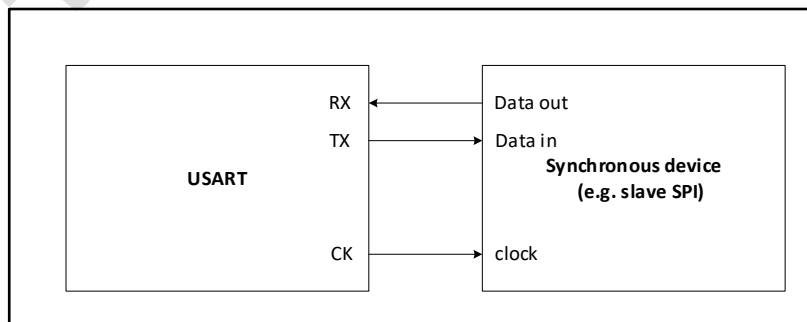 RX
Data out
TX
Data in
USART
Synchronous device
(e.g. slave SPI)
CK
clock